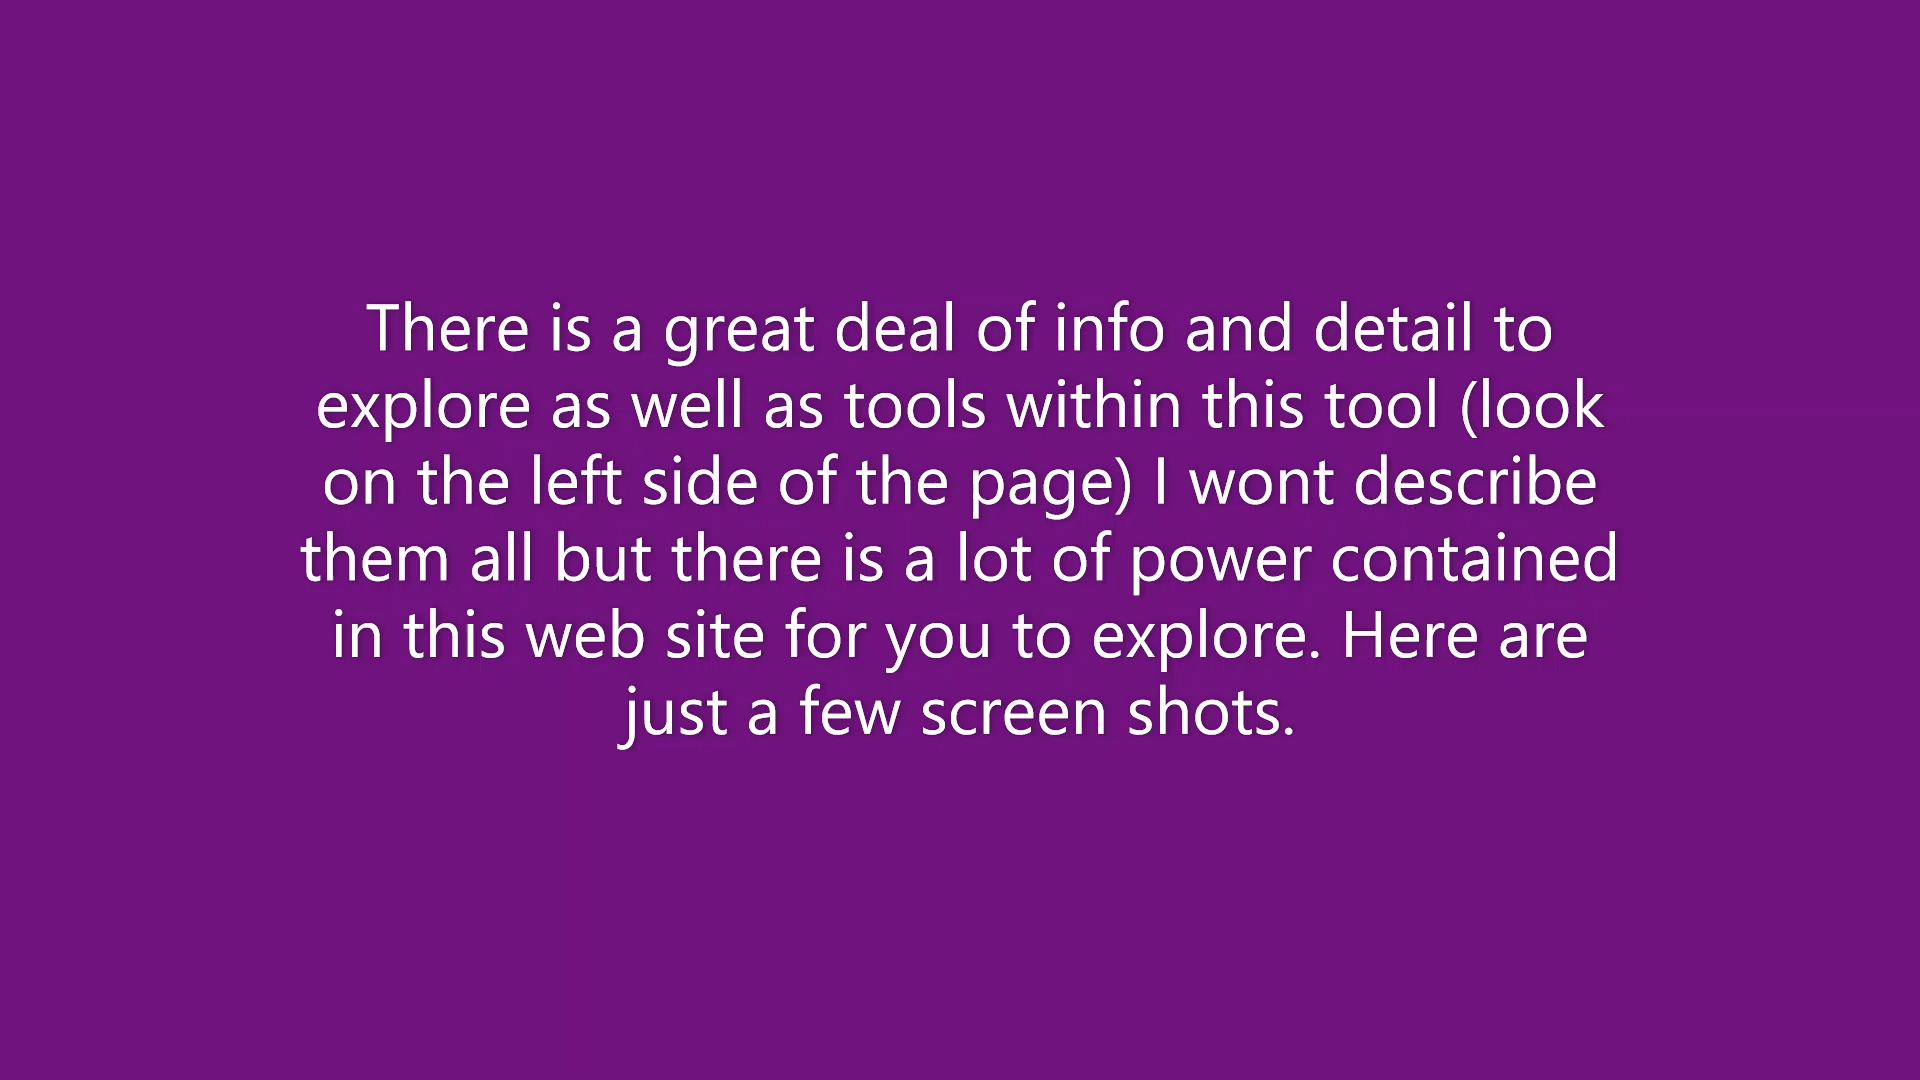 There is a great deal of info and detail to
explore as well as tools within this tool (look
on the left side of the page) I wont describe
them all but there is a lot of power contained
in this web site for you to explore. Here are
just a few screen shots.